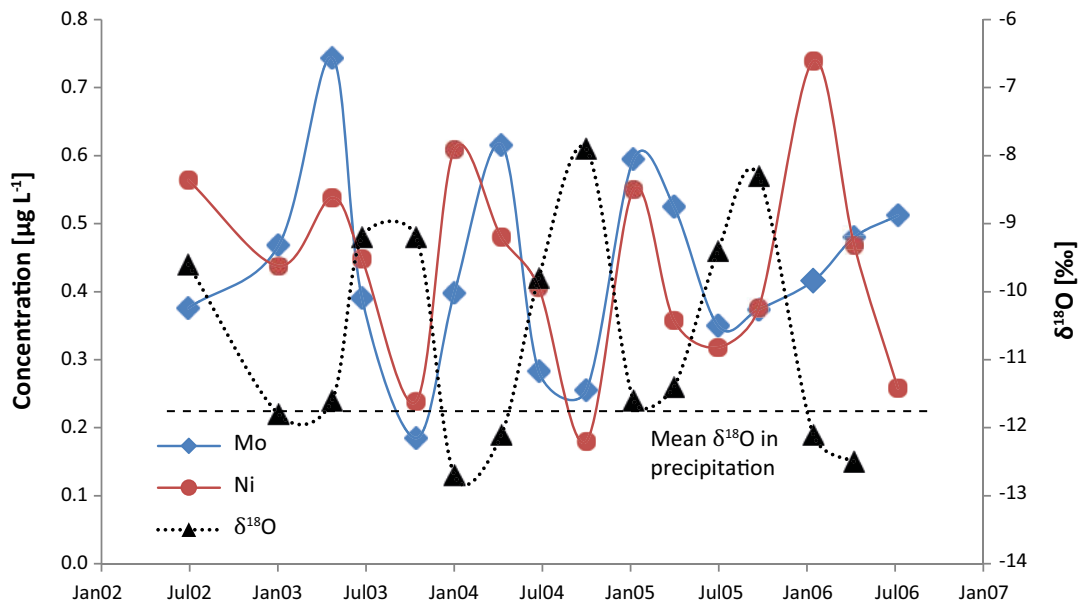 0.8
0.7
0.6
0.5
0.4
0.3
0.2
0.1
0.0
Concentration [µg L⁻¹]
Mo
Ni
δ¹⁸O
Mean δ¹⁸O in
precipitation
-6
-7
-8
-9
-10
-11
-12
-13
-14
δ¹⁸O [‰]
Jan02 Jul02 Jan03 Jul03 Jan04 Jul04 Jan05 Jul05 Jan06 Jul06 Jan07